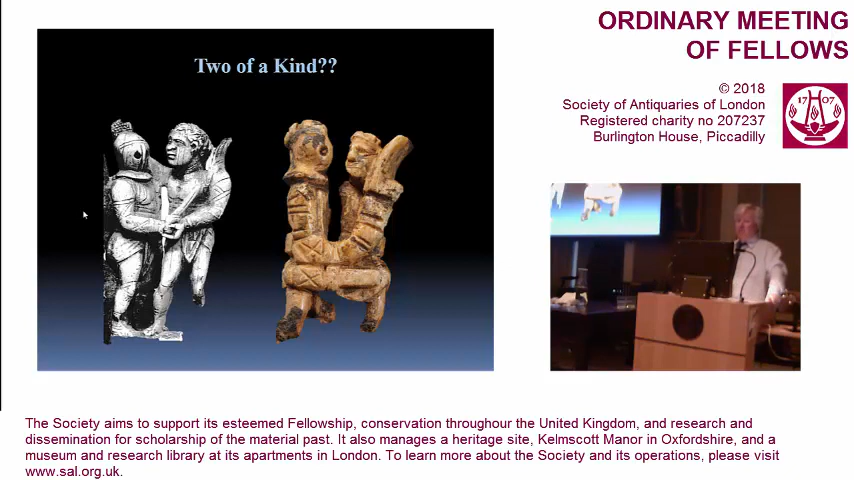 Two of a Kind??
ORDINARY MEETING
OF FELLOWS
© 2018
Society of Antiquaries of London
Registered charity no 207237
Burlington House, Piccadilly
17 07
The Society aims to support its esteemed Fellowship, conservation throughour the United Kingdom, and research and
dissemination for scholarship of the material past. It also manages a heritage site, Kelmscott Manor in Oxfordshire, and a
museum and research library at its apartments in London. To learn more about the Society and its operations, please visit
www.sal.org.uk.